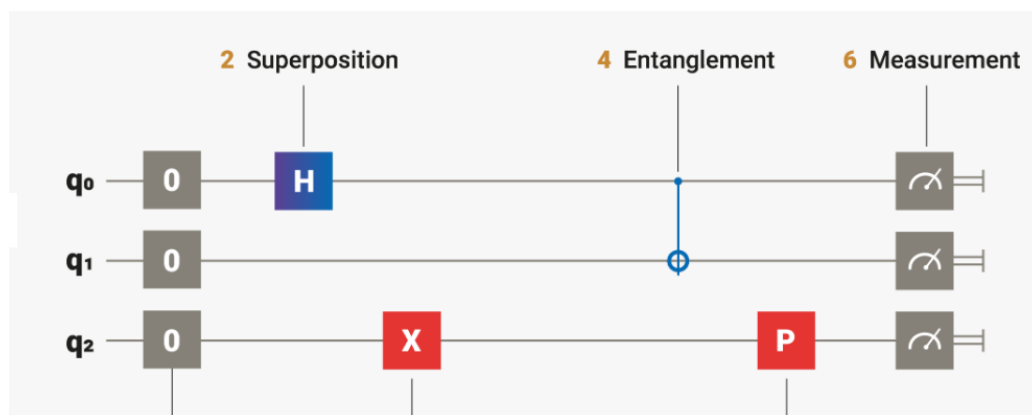 2 Superposition 4 Entanglement 6 Measurement
q₀ 0 H
q₁ 0
q₂ 0 X P